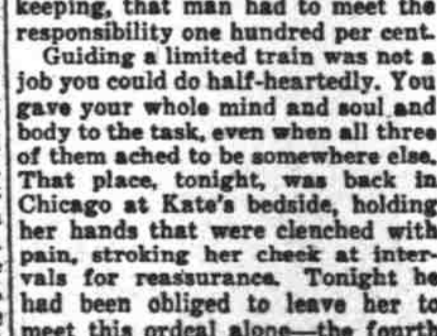 keeping, that man had to meet the
responsibility one hundred per cent.
Guiding a limited train was not a
job you could do half-heartedly. You
gave your whole mind and soul and
body to the task, even when all three
of them ached to be somewhere else.
That place, tonight, was back in
Chicago at Kate's bedside, holding
her hands that were clenched with
pain, stroking her cheek at inter-
vals for reassurance. Tonight he
had been obliged to leave her to
meet this ordeal alone—the fourth